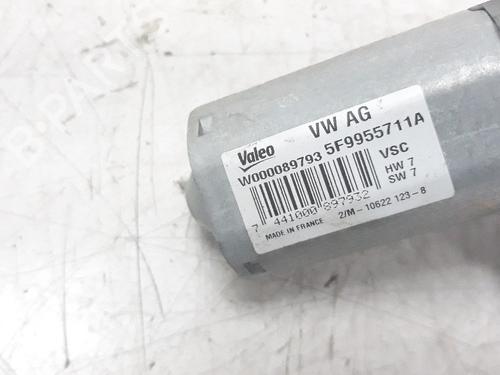 Valeo VW AG
W000089793 5F9955711A
VSC
HW 7
SW 7
7 441000 897932
2/M-10622 123-8
MADE IN FRANCE
B-PARTS